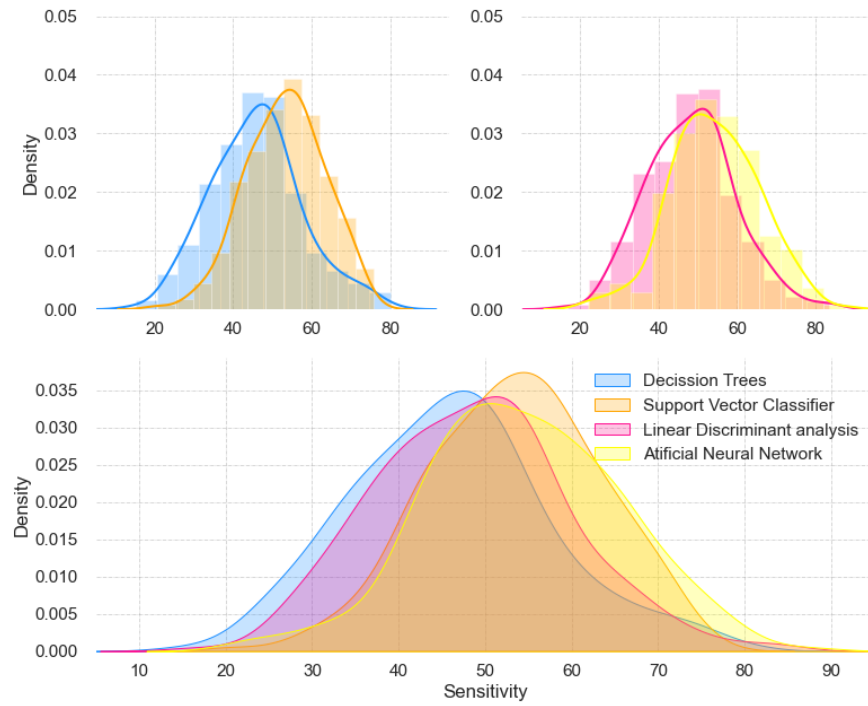 0.05
0.04
0.03
0.02
0.01
0.00
Density
20 40 60 80
0.05
0.04
0.03
0.02
0.01
0.00
20 40 60 80
0.035
0.030
0.025
0.020
0.015
0.010
0.005
0.000
Density
Decission Trees
Support Vector Classifier
Linear Discriminant analysis
Atificial Neural Network
10 20 30 40 50 60 70 80 90
Sensitivity